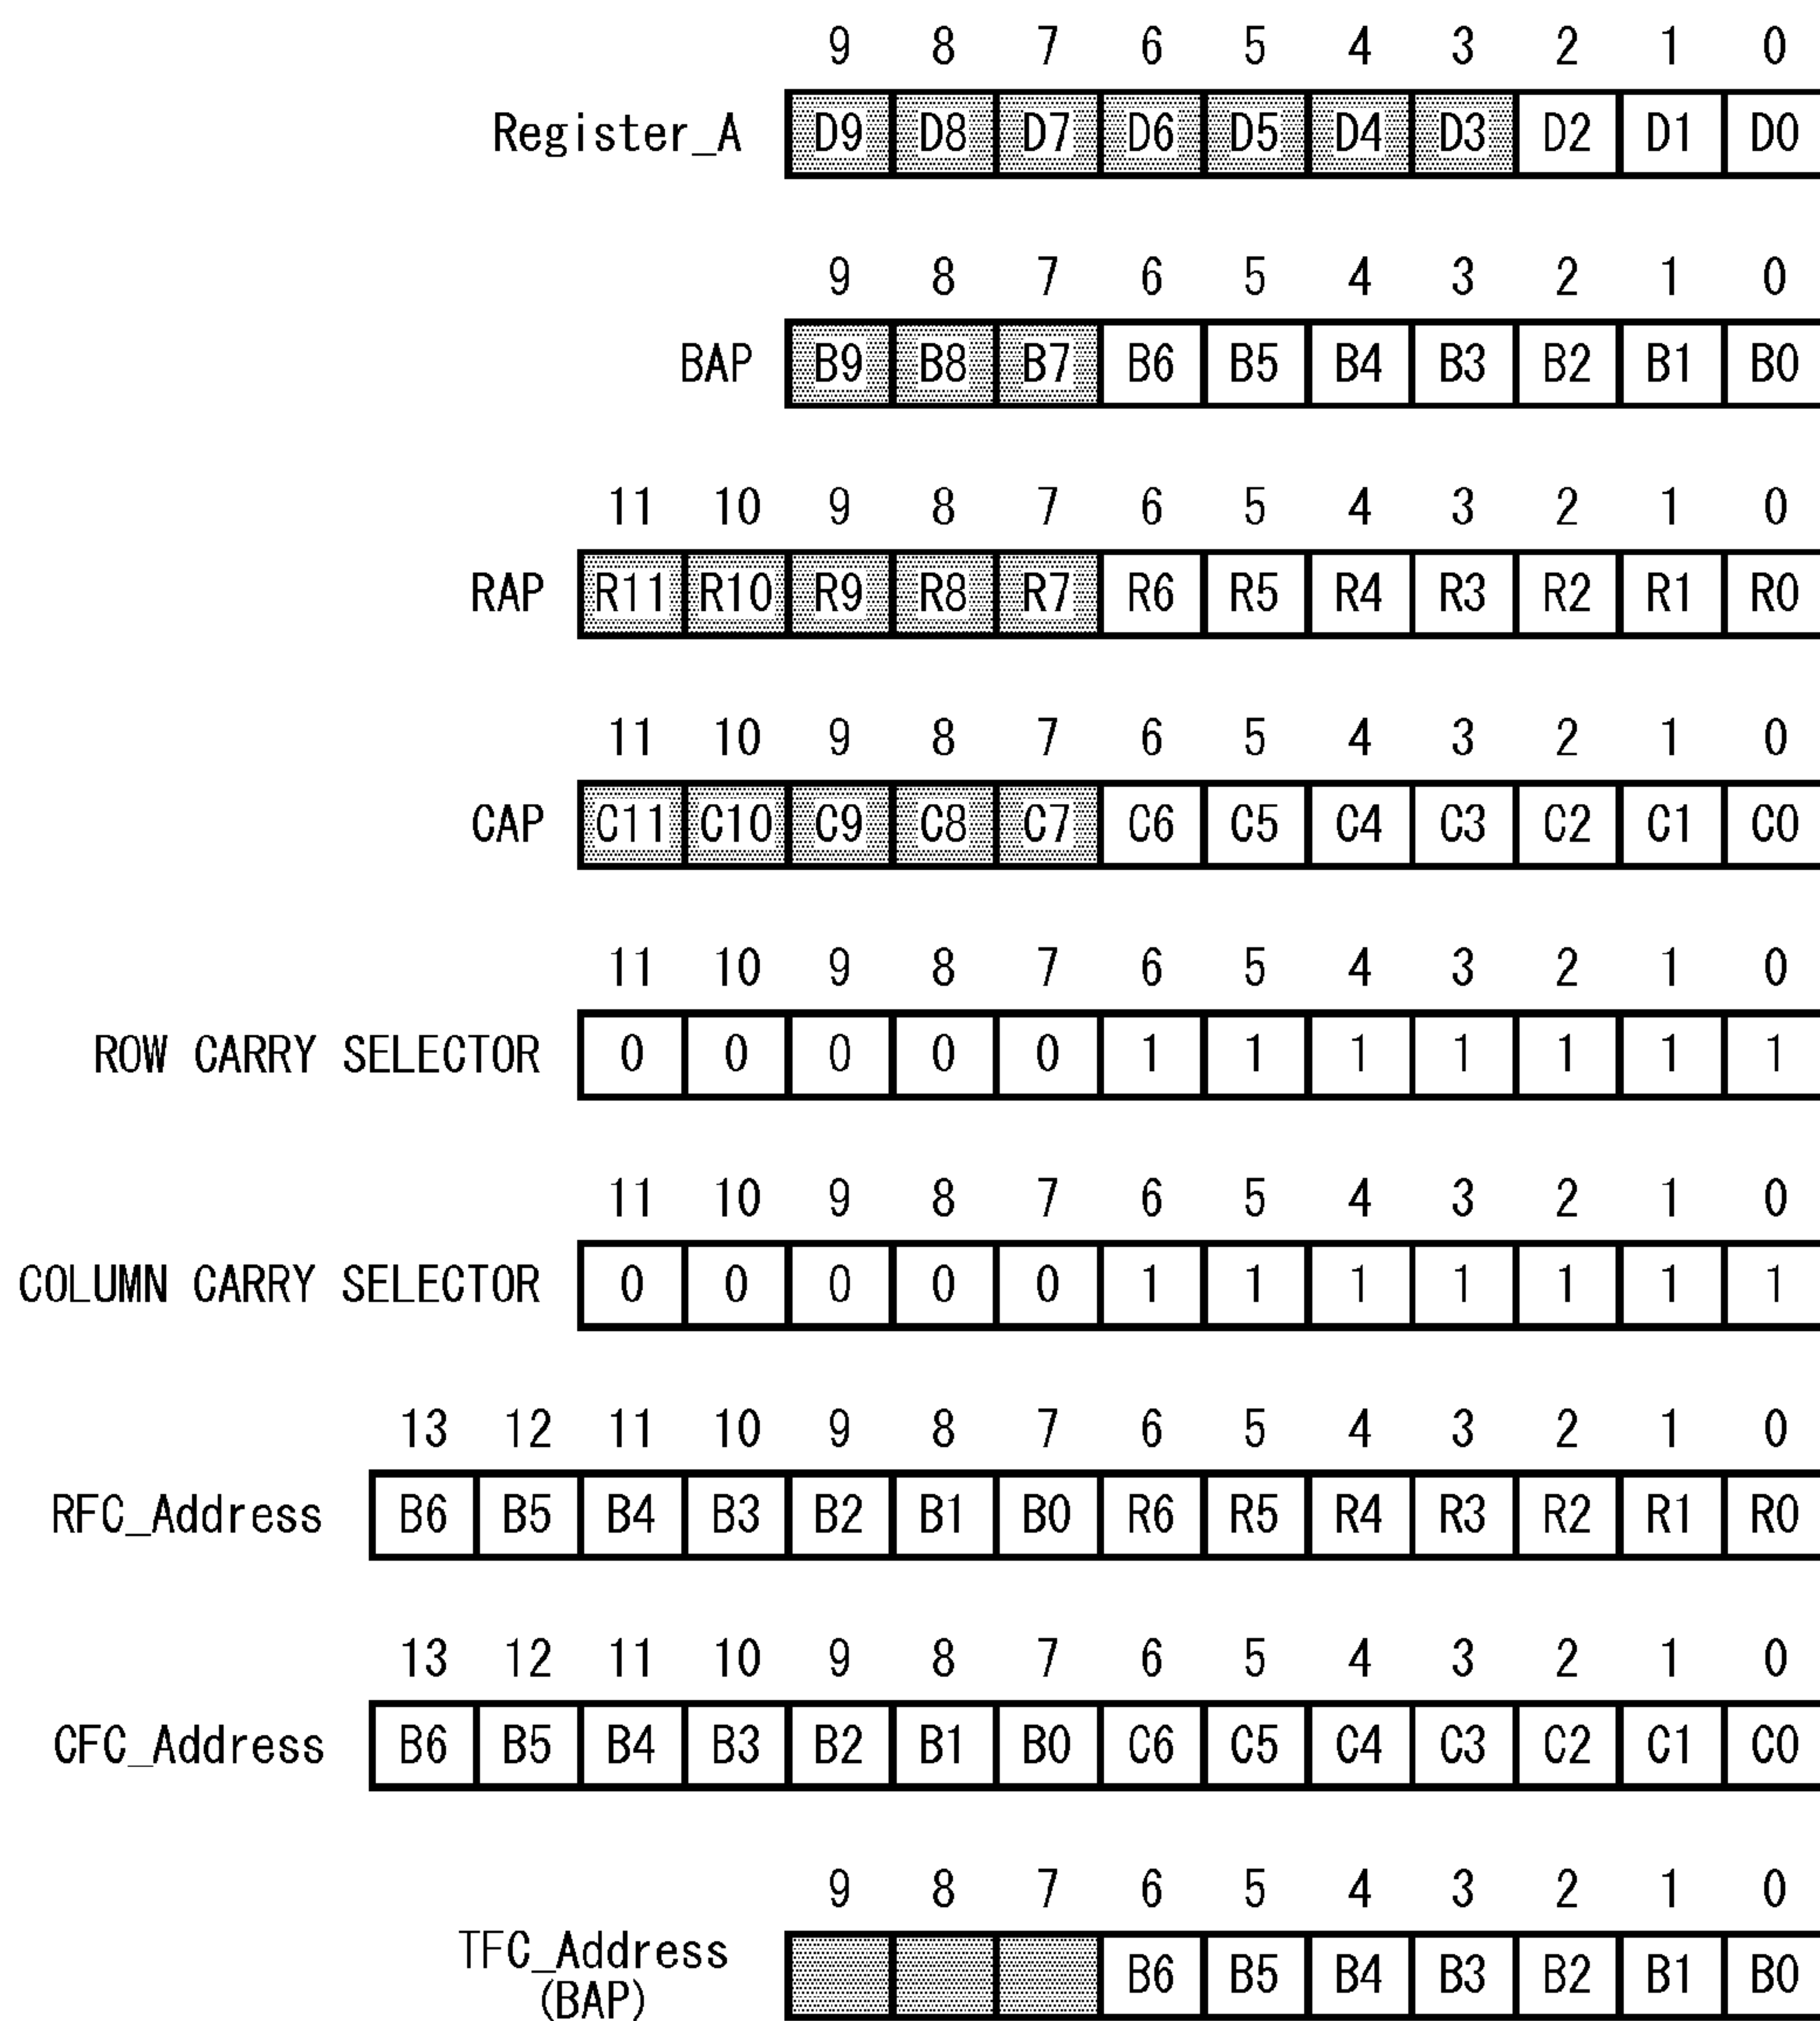 9 8 7 6 5 4 3 2 1 0
Register_A D9 D8 D7 D6 D5 D4 D3 D2 D1 D0
9 8 7 6 5 4 3 2 1 0
BAP B9 B8 B7 B6 B5 B4 B3 B2 B1 B0
11 10 9 8 7 6 5 4 3 2 1 0
RAP R11 R10 R9 R8 R7 R6 R5 R4 R3 R2 R1 R0
11 10 9 8 7 6 5 4 3 2 1 0
CAP C11 C10 C9 C8 C7 C6 C5 C4 C3 C2 C1 C0
11 10 9 8 7 6 5 4 3 2 1 0
ROW CARRY SELECTOR 0 0 0 0 0 1 1 1 1 1 1 1
11 10 9 8 7 6 5 4 3 2 1 0
COLUMN CARRY SELECTOR 0 0 0 0 0 1 1 1 1 1 1 1
13 12 11 10 9 8 7 6 5 4 3 2 1 0
RFC_Address B6 B5 B4 B3 B2 B1 B0 R6 R5 R4 R3 R2 R1 R0
13 12 11 10 9 8 7 6 5 4 3 2 1 0
CFC_Address B6 B5 B4 B3 B2 B1 B0 C6 C5 C4 C3 C2 C1 C0
9 8 7 6 5 4 3 2 1 0
TFC_Address B6 B5 B4 B3 B2 B1 B0
(BAP)